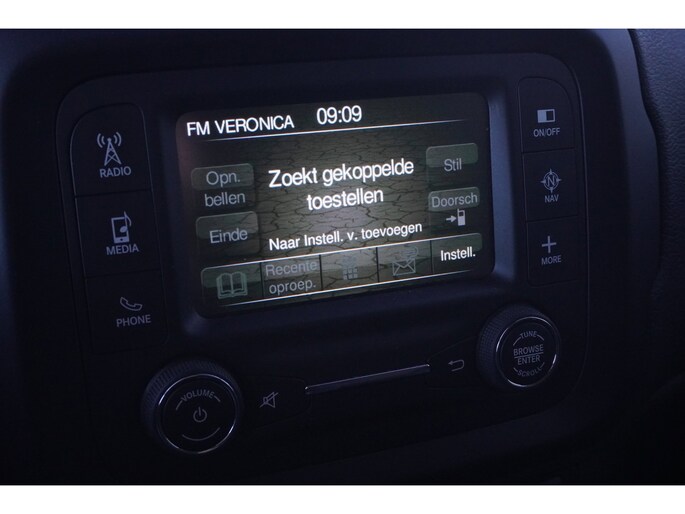 FM VERONICA 09:09
Opn.
bellen
Zoekt gekoppelde
toestellen
Stil
Doorsch
Einde
Naar Instell. v. toevoegen
Recente
oproep.
Instell.
RADIO
MEDIA
PHONE
ON/OFF
N
NAV
MORE
VOLUME
TUNE
BROWSE
ENTER
SCROLL